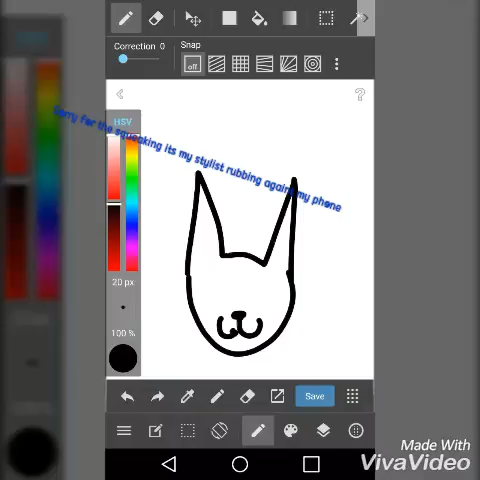 Correction 0
Snap
off
HSV
Sorry for the squeaking its my stylist rubbing against my phone
20 px
100 %
Save
Made With
VivaVideo